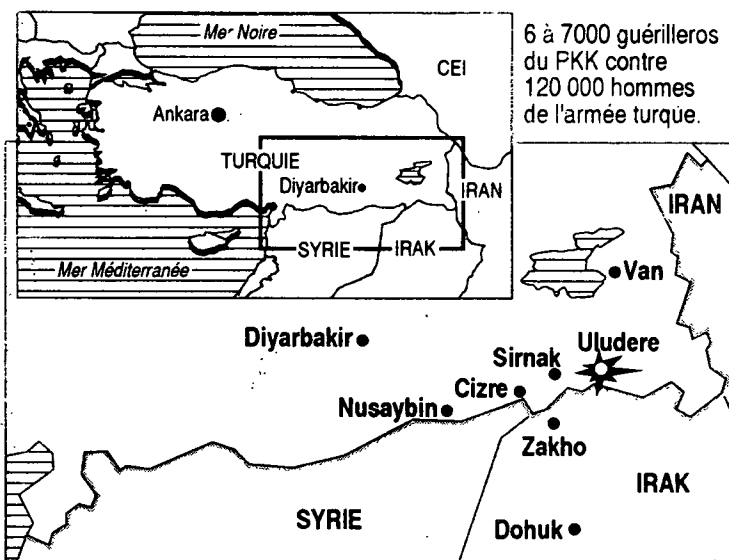 Mer Noire
CEI
Ankara
TURQUIE
Diyarbakir
IRAN
SYRIE
IRAK
Mer Méditerranée
6 à 7000 guérilleros
du PKK contre
120 000 hommes
de l'armée turque.
IRAN
Van
Diyarbakir
Uludere
Sirnak
Cizre
Nusaybin
Zakho
IRAK
SYRIE
Dohuk